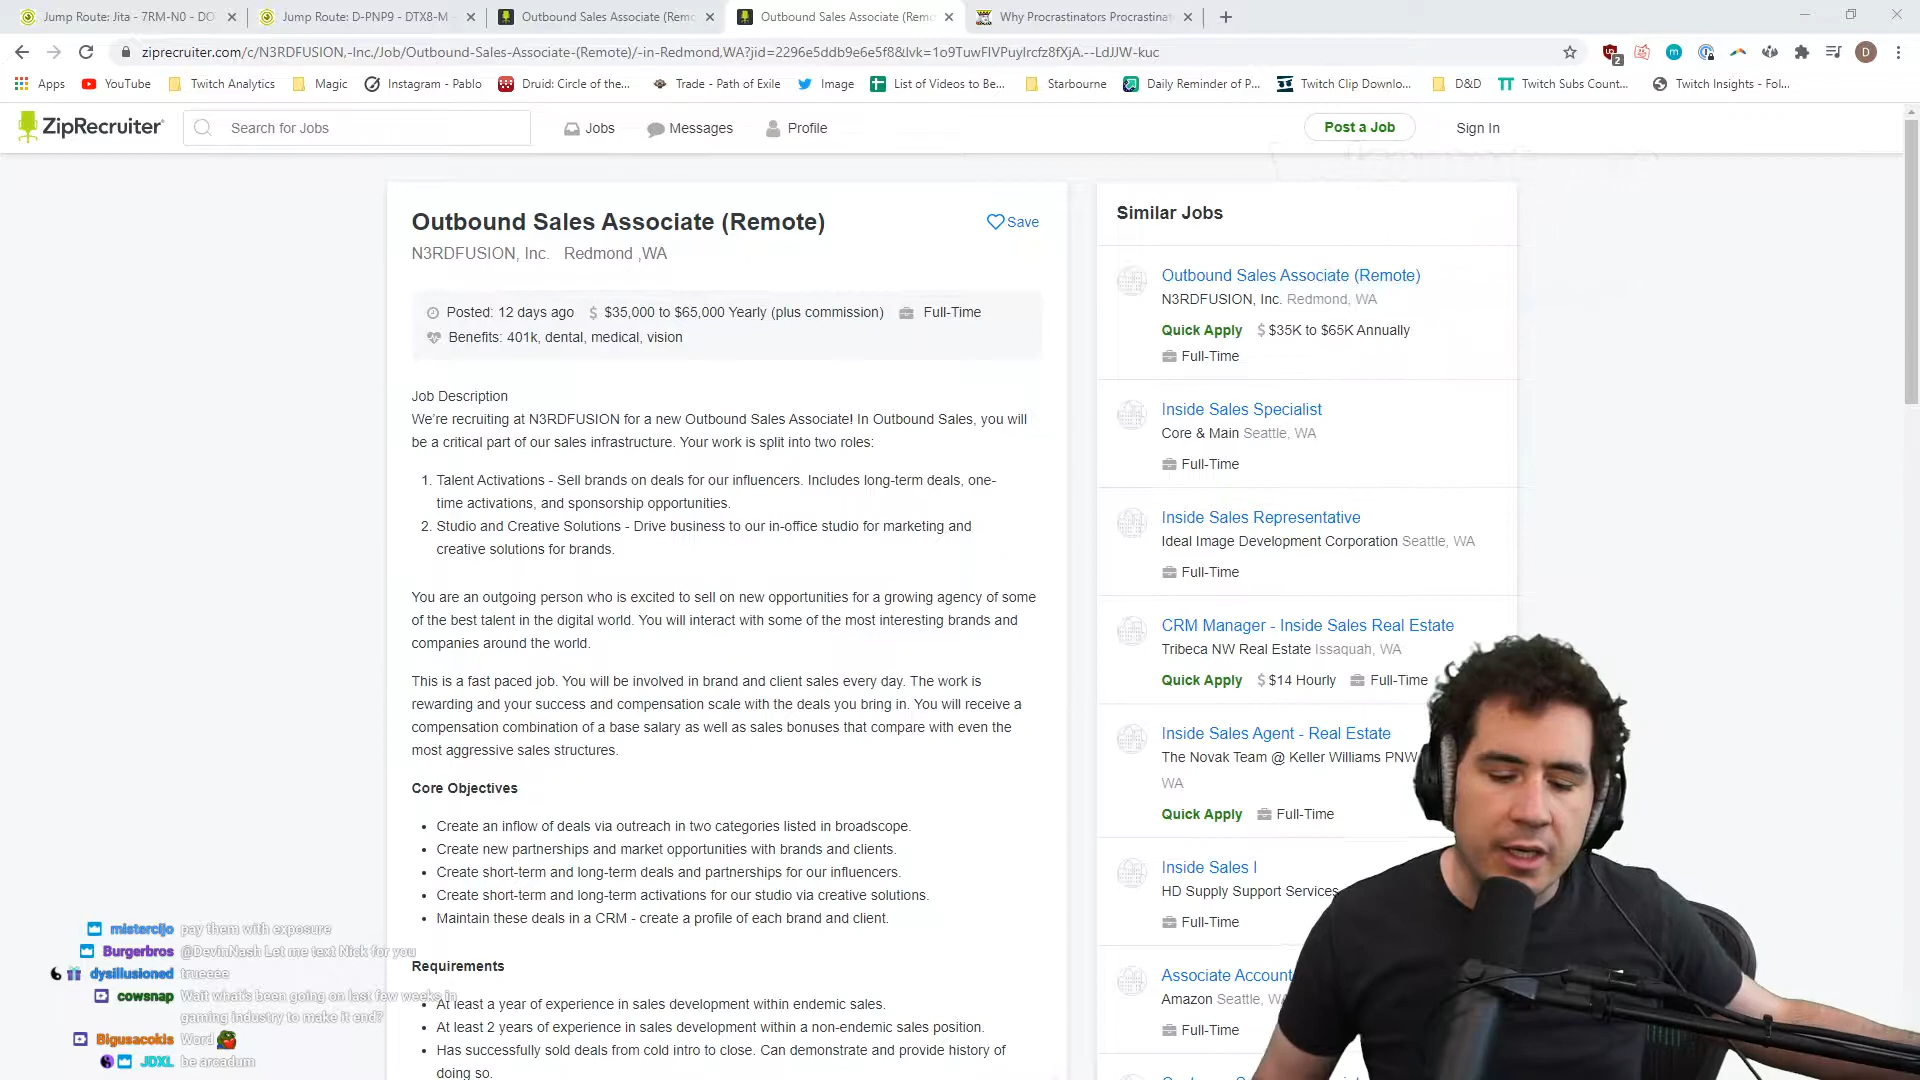 Jump Route: Jita - 7RM-N0 - DO
Jump Route: D-PNP9 - DTX8-M
Outbound Sales Associate (Remo
Outbound Sales Associate (Remo
Why Procrastinators Procrastinat
ziprecruiter.com/c/N3RDFUSION,-Inc./Job/Outbound-Sales-Associate-(Remote)/-in-Redmond,WA?jid=2296e5ddb9e6e5f8&lvk=1o9TuwFIVPuyIrcfz8fXjA.--LdJJW-kuc
2
m
D
Apps
YouTube
Twitch Analytics
Magic
Instagram - Pablo
Druid: Circle of the...
Trade - Path of Exile
Image
List of Videos to Be...
Starbourne
Daily Reminder of P...
Twitch Clip Downlo...
D&D
Twitch Subs Count...
Twitch Insights - Fol...
ZipRecruiter
Search for Jobs
Jobs
Messages
Profile
Post a Job
Sign In
Outbound Sales Associate (Remote)
Save
N3RDFUSION, Inc. Redmond ,WA
Posted: 12 days ago $ $35,000 to $65,000 Yearly (plus commission) Full-Time
Benefits: 401k, dental, medical, vision
Job Description
We're recruiting at N3RDFUSION for a new Outbound Sales Associate! In Outbound Sales, you will
be a critical part of our sales infrastructure. Your work is split into two roles:
1. Talent Activations - Sell brands on deals for our influencers. Includes long-term deals, one-
time activations, and sponsorship opportunities.
2. Studio and Creative Solutions - Drive business to our in-office studio for marketing and
creative solutions for brands.
You are an outgoing person who is excited to sell on new opportunities for a growing agency of some
of the best talent in the digital world. You will interact with some of the most interesting brands and
companies around the world.
This is a fast paced job. You will be involved in brand and client sales every day. The work is
rewarding and your success and compensation scale with the deals you bring in. You will receive a
compensation combination of a base salary as well as sales bonuses that compare with even the
most aggressive sales structures.
Core Objectives
• Create an inflow of deals via outreach in two categories listed in broadscope.
• Create new partnerships and market opportunities with brands and clients.
• Create short-term and long-term deals and partnerships for our influencers.
• Create short-term and long-term activations for our studio via creative solutions.
• Maintain these deals in a CRM - create a profile of each brand and client.
Requirements
• At least a year of experience in sales development within endemic sales.
• At least 2 years of experience in sales development within a non-endemic sales position.
• Has successfully sold deals from cold intro to close. Can demonstrate and provide history of
doing so.
Similar Jobs
Outbound Sales Associate (Remote)
N3RDFUSION, Inc. Redmond, WA
Quick Apply $ $35K to $65K Annually
Full-Time
Inside Sales Specialist
Core & Main Seattle, WA
Full-Time
Inside Sales Representative
Ideal Image Development Corporation Seattle, WA
Full-Time
CRM Manager - Inside Sales Real Estate
Tribeca NW Real Estate Issaquah, WA
Quick Apply $ $14 Hourly Full-Time
Inside Sales Agent - Real Estate
The Novak Team @ Keller Williams PNW
WA
Quick Apply Full-Time
Inside Sales I
HD Supply Support Services
Full-Time
Associate Account
Amazon Seattle, WA
Full-Time
mistercijo pay them with exposure
Burgerbros @DevinNash Let me text Nick for you
dysillusioned trueeee
cowsnap Wait what's been going on last few weeks in
gaming industry to make it end?
Bigusacokis Word
JDXL be arcadum